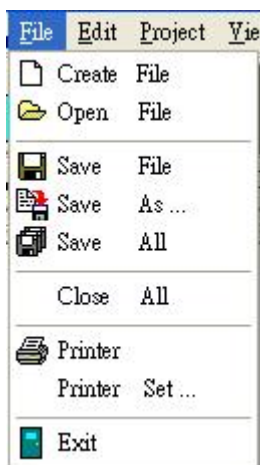 File Edit Project Vie
Create File
Open File
Save File
Save As ...
Save All
Close All
Printer
Printer Set ...
Exit